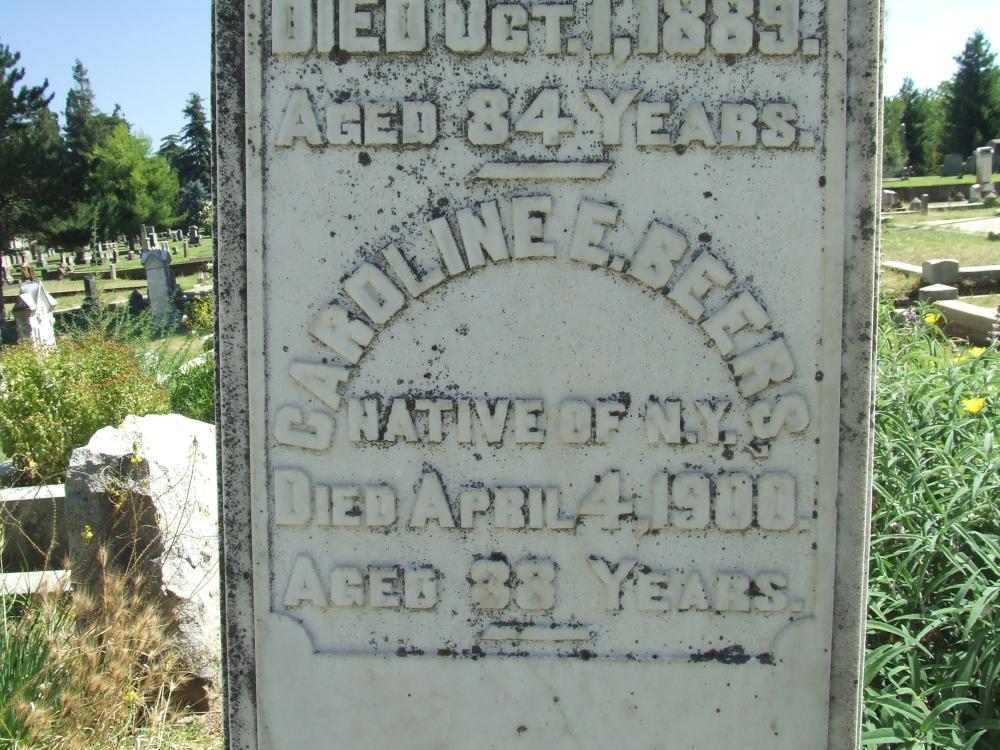 DIED OCT. 1, 1889.
AGED 84 YEARS.
CAROLINE E. BEERS,
NATIVE OF N.Y.
DIED APRIL 4, 1900.
AGED 88 YEARS.